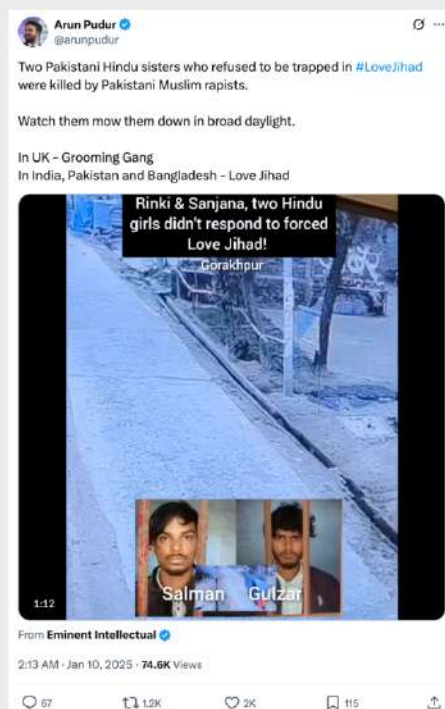 Arun Pudur
@arunpudur
Two Pakistani Hindu sisters who refused to be trapped in #LoveJihad
were killed by Pakistani Muslim rapists.
Watch them mow them down in broad daylight.
In UK - Grooming Gang
In India, Pakistan and Bangladesh - Love Jihad
Rinki & Sanjana, two Hindu
girls didn't respond to forced
Love Jihad!
Gorakhpur
Salman Gulzar
1:12
From Eminent Intellectual
2:13 AM · Jan 10, 2025 · 74.6K Views
67 1.2K 2K 115